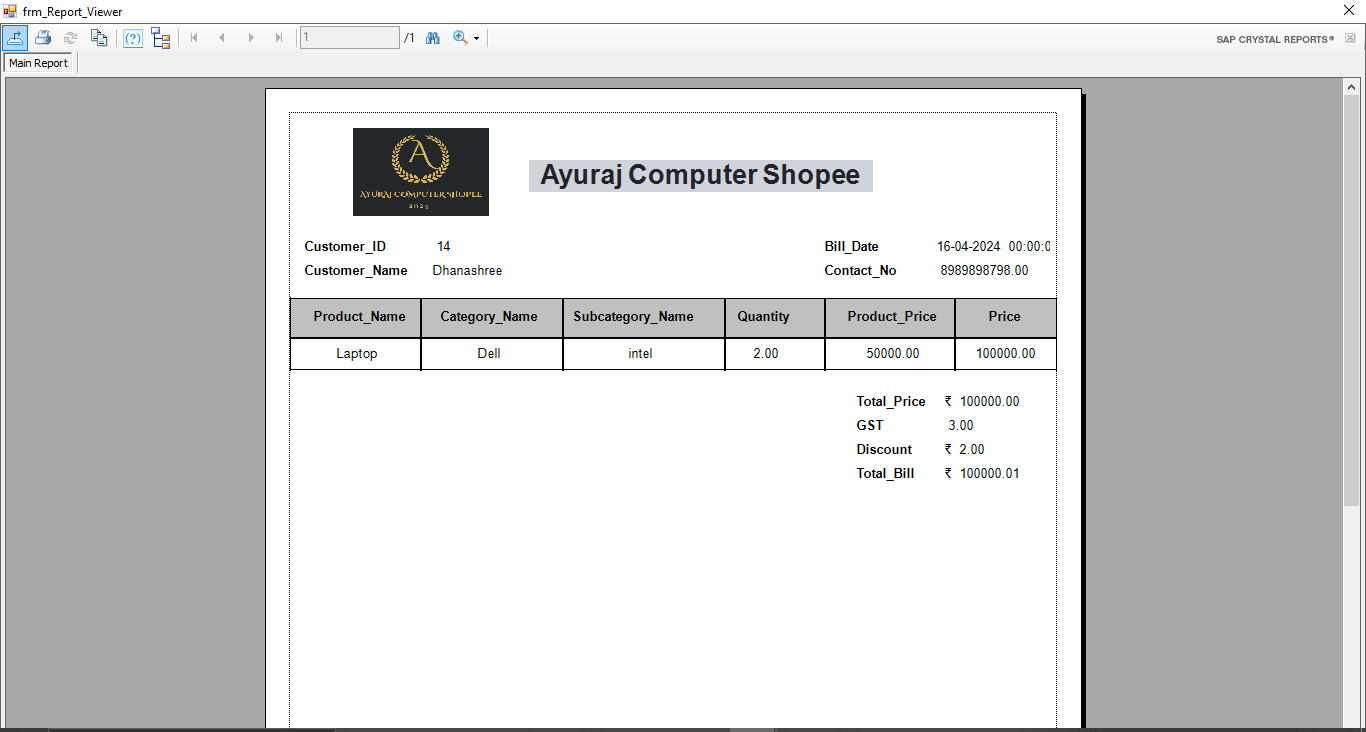 frm_Report_Viewer
1 /1
SAP CRYSTAL REPORTS®
Main Report
A
AYURAJ COMPUTER SHOPEE
2024
Ayuraj Computer Shopee
Customer_ID 14 Bill_Date 16-04-2024 00:00:0
Customer_Name Dhanashree Contact_No 8989898798.00
Product_Name Category_Name Subcategory_Name Quantity Product_Price Price
Laptop Dell intel 2.00 50000.00 100000.00
Total_Price ₹ 100000.00
GST 3.00
Discount ₹ 2.00
Total_Bill ₹ 100000.01